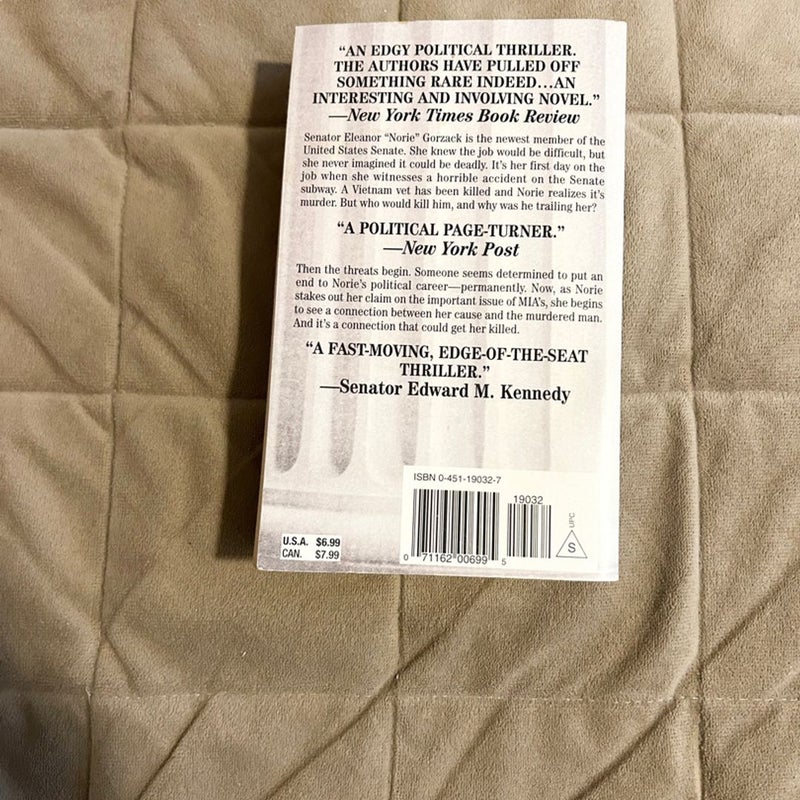 “AN EDGY POLITICAL THRILLER.
THE AUTHORS HAVE PULLED OFF
SOMETHING RARE INDEED...AN
INTERESTING AND INVOLVING NOVEL.”
—New York Times Book Review
Senator Eleanor “Norie” Gorzack is the newest member of the
United States Senate. She knew the job would be difficult, but
she never imagined it could be deadly. It’s her first day on the
job when she witnesses a horrible accident on the Senate
subway. A Vietnam vet has been killed and Norie realizes it’s
murder. But who would kill him, and why was he trailing her?
“A POLITICAL PAGE-TURNER.”
—New York Post
Then the threats begin. Someone seems determined to put an
end to Norie’s political career—permanently. Now, as Norie
stakes out her claim on the important issue of MIA’s, she begins
to see a connection between her cause and the murdered man.
And it’s a connection that could get her killed.
“A FAST-MOVING, EDGE-OF-THE-SEAT
THRILLER.”
—Senator Edward M. Kennedy
ISBN 0-451-19032-7
19032
UPC
S
U.S.A. $6.99
CAN. $7.99
0 71162 00699 5